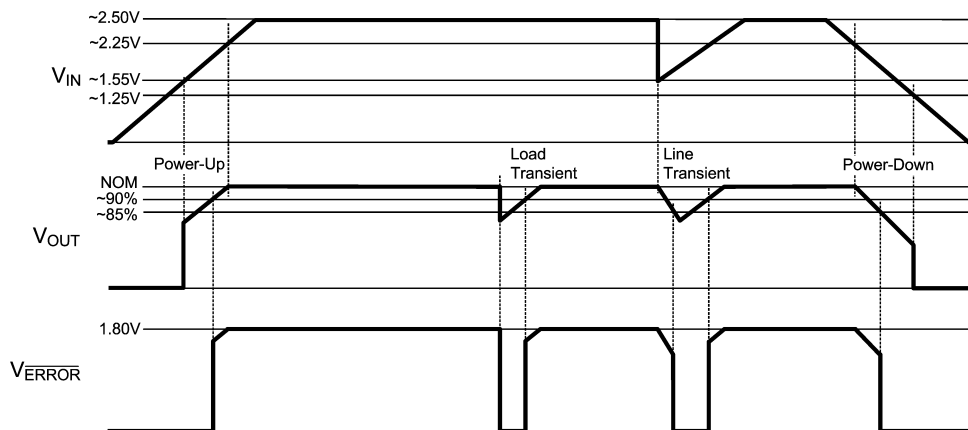 ~2.50V
~2.25V
VIN
~1.55V
~1.25V
Power-Up
Load
Transient
Line
Transient
Power-Down
NOM
~90%
~85%
VOUT
1.80V
VERROR